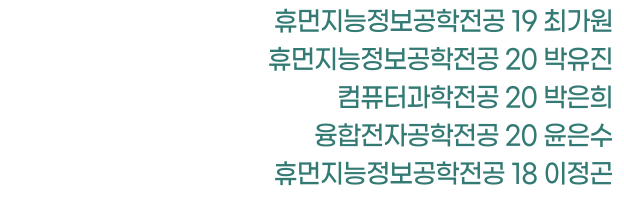 휴먼지능정보공학전공 19 최가원
휴먼지능정보공학전공 20 박유진
컴퓨터과학전공 20 박은희
융합전자공학전공 20 윤은수
휴먼지능정보공학전공 18 이정곤